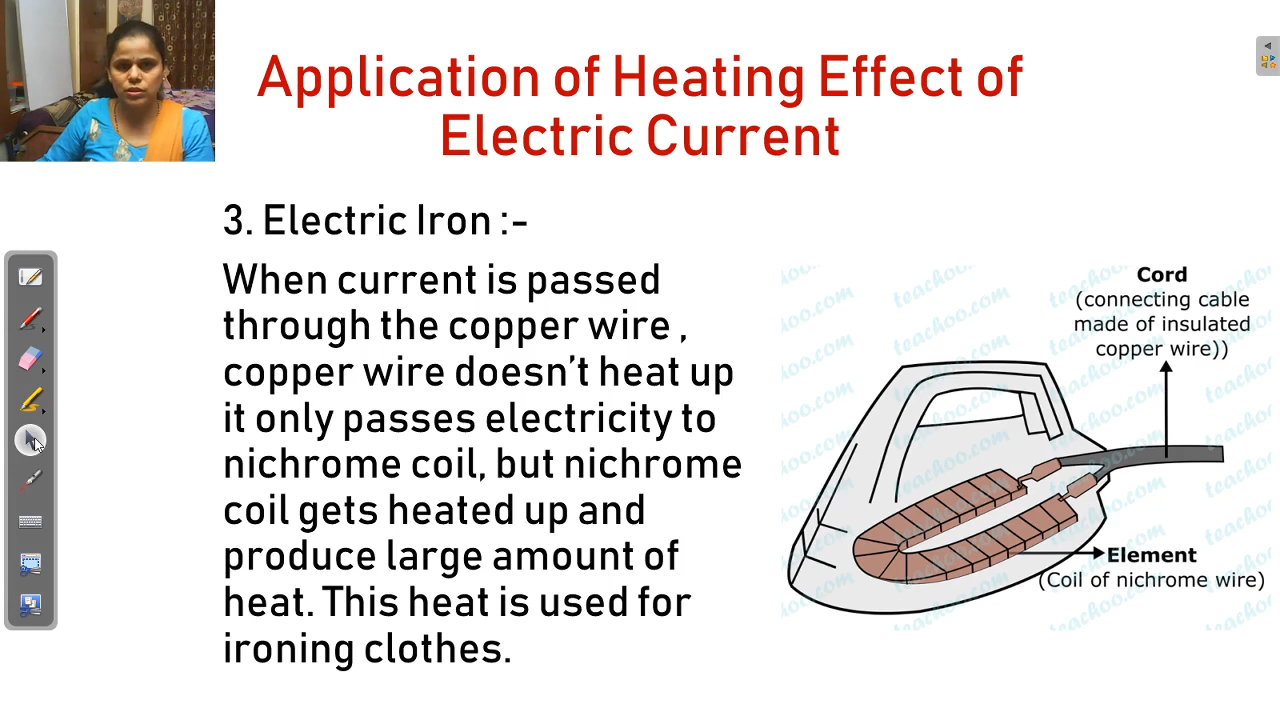 Application of Heating Effect of
Electric Current
3. Electric Iron :-
When current is passed
through the copper wire ,
copper wire doesn't heat up
it only passes electricity to
nichrome coil, but nichrome
coil gets heated up and
produce large amount of
heat. This heat is used for
ironing clothes.
Cord
(connecting cable
made of insulated
copper wire))
Element
(Coil of nichrome wire)
teachoo.com